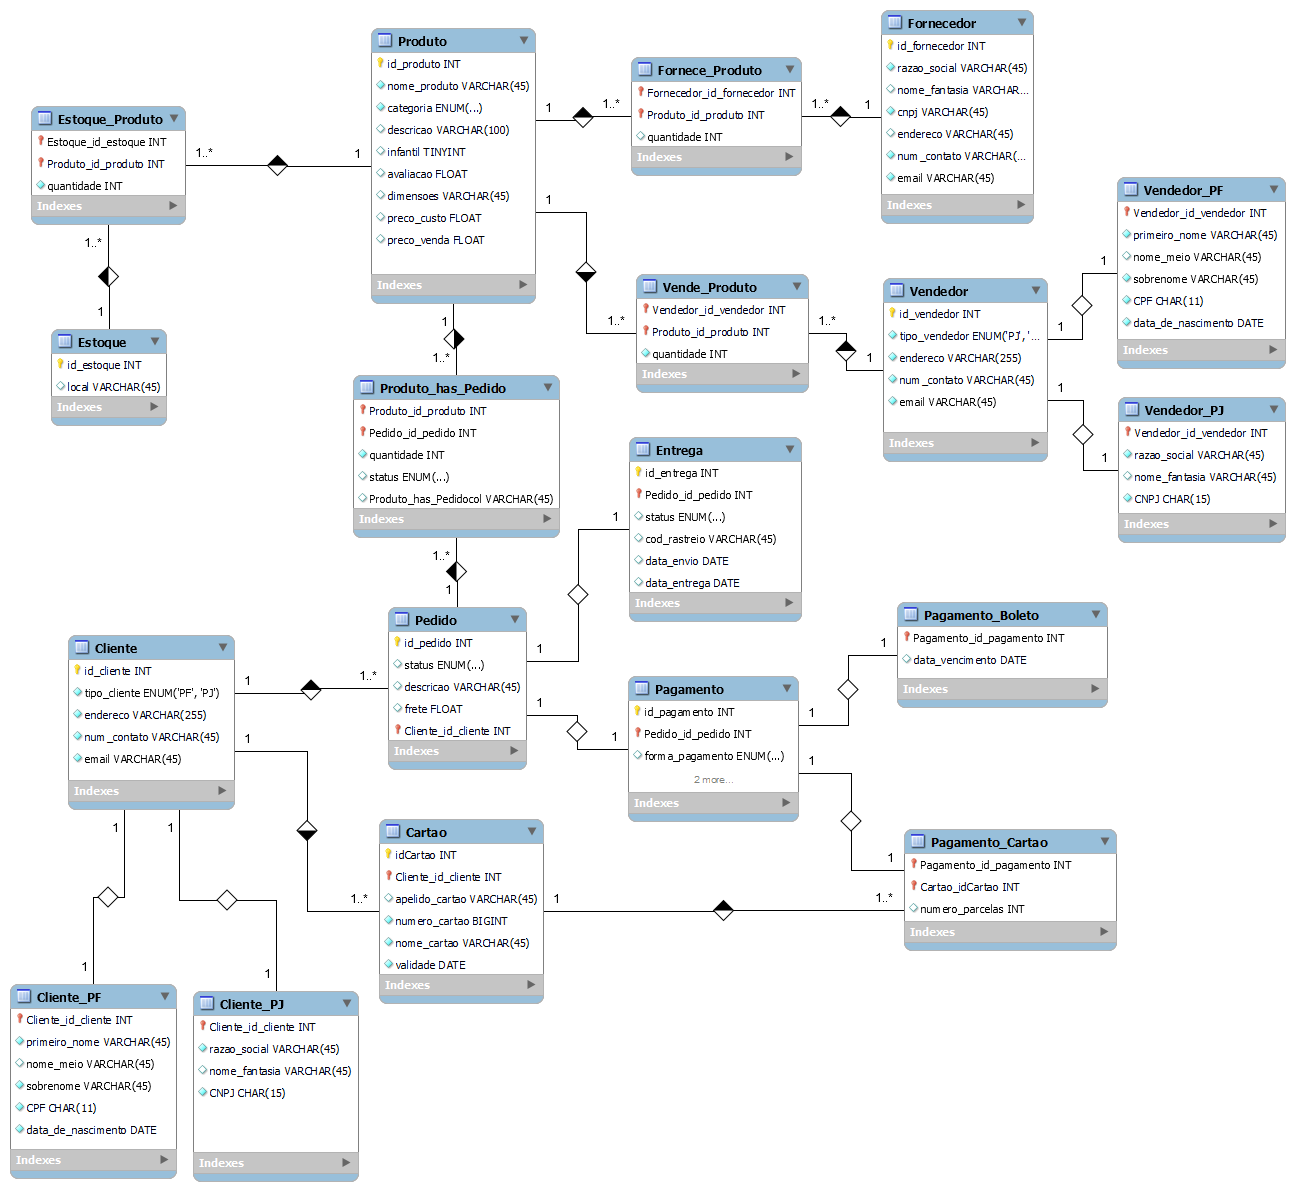 Produto
id_produto INT
nome_produto VARCHAR(45)
categoria ENUM(...)
descricao VARCHAR(100)
infantil TINYINT
avaliacao FLOAT
dimensoes VARCHAR(45)
preco_custo FLOAT
preco_venda FLOAT
Indexes
Fornece_Produto
Fornecedor_id_fornecedor INT
Produto_id_produto INT
quantidade INT
Indexes
Fornecedor
id_fornecedor INT
razao_social VARCHAR(45)
nome_fantasia VARCHAR...
cnpj VARCHAR(45)
endereco VARCHAR(45)
num_contato VARCHAR(...
email VARCHAR(45)
Indexes
1
1..*
1..*
1
Estoque_Produto
Estoque_id_estoque INT
Produto_id_produto INT
quantidade INT
Indexes
1..*
1
1..*
1
Estoque
id_estoque INT
local VARCHAR(45)
Indexes
1
1..*
Vende_Produto
Vendedor_id_vendedor INT
Produto_id_produto INT
quantidade INT
Indexes
1..*
1
Vendedor
id_vendedor INT
tipo_vendedor ENUM('PJ', '...
endereco VARCHAR(255)
num_contato VARCHAR(45)
email VARCHAR(45)
Indexes
1
1
1
1
Vendedor_PF
Vendedor_id_vendedor INT
primeiro_nome VARCHAR(45)
nome_meio VARCHAR(45)
sobrenome VARCHAR(45)
CPF CHAR(11)
data_de_nascimento DATE
Indexes
Vendedor_PJ
Vendedor_id_vendedor INT
razao_social VARCHAR(45)
nome_fantasia VARCHAR(45)
CNPJ CHAR(15)
Indexes
1
1..*
Produto_has_Pedido
Produto_id_produto INT
Pedido_id_pedido INT
quantidade INT
status ENUM(...)
Produto_has_Pedidocol VARCHAR(45)
Indexes
1..*
1
Entrega
id_entrega INT
Pedido_id_pedido INT
status ENUM(...)
cod_rastreio VARCHAR(45)
data_envio DATE
data_entrega DATE
Indexes
1
1
Pedido
id_pedido INT
status ENUM(...)
descricao VARCHAR(45)
frete FLOAT
Cliente_id_cliente INT
Indexes
1
1
Cliente
id_cliente INT
tipo_cliente ENUM('PF', 'PJ')
endereco VARCHAR(255)
num_contato VARCHAR(45)
email VARCHAR(45)
Indexes
1
1..*
1
1..*
1
1
1
1
Pagamento
id_pagamento INT
Pedido_id_pedido INT
forma_pagamento ENUM(...)
2 more...
Indexes
1
1
1
1
Pagamento_Boleto
Pagamento_id_pagamento INT
data_vencimento DATE
Indexes
Cartao
idCartao INT
Cliente_id_cliente INT
apelido_cartao VARCHAR(45)
numero_cartao BIGINT
nome_cartao VARCHAR(45)
validade DATE
Indexes
1
1..*
Pagamento_Cartao
Pagamento_id_pagamento INT
Cartao_idCartao INT
numero_parcelas INT
Indexes
Cliente_PF
Cliente_id_cliente INT
primeiro_nome VARCHAR(45)
nome_meio VARCHAR(45)
sobrenome VARCHAR(45)
CPF CHAR(11)
data_de_nascimento DATE
Indexes
Cliente_PJ
Cliente_id_cliente INT
razao_social VARCHAR(45)
nome_fantasia VARCHAR(45)
CNPJ CHAR(15)
Indexes